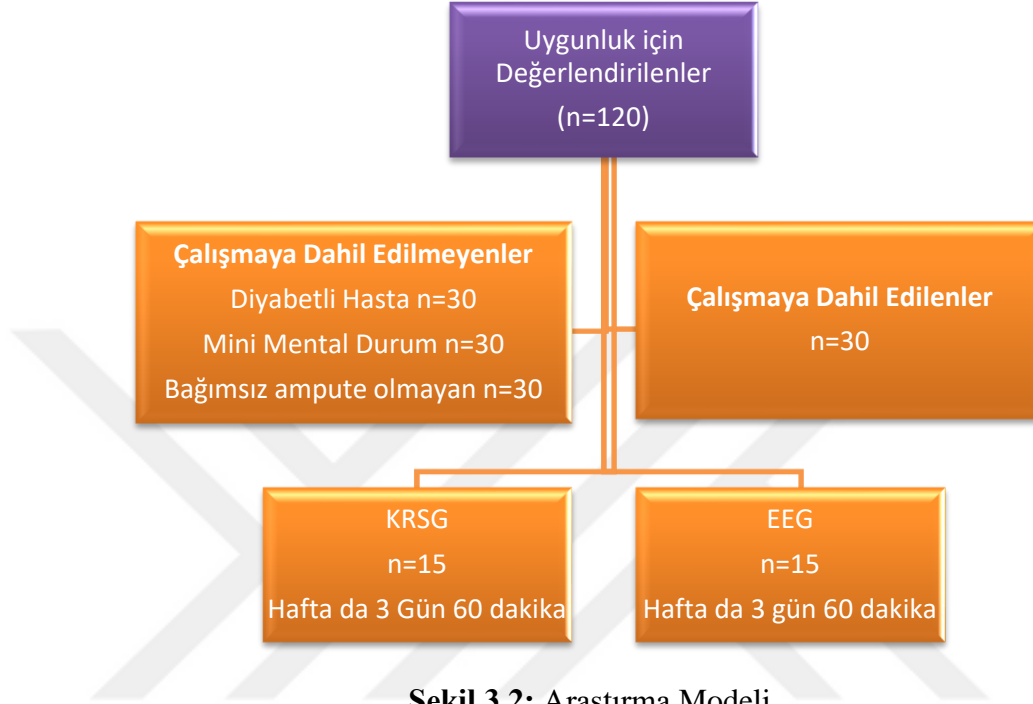 Uygunluk için
Değerlendirilenler
(n=120)
Çalışmaya Dahil Edilmeyenler
Diyabetli Hasta n=30
Mini Mental Durum n=30
Bağımsız ampute olmayan n=30
Çalışmaya Dahil Edilenler
n=30
KRSG
n=15
Hafta da 3 Gün 60 dakika
EEG
n=15
Hafta da 3 gün 60 dakika
Şekil 3.2: Araştırma Modeli